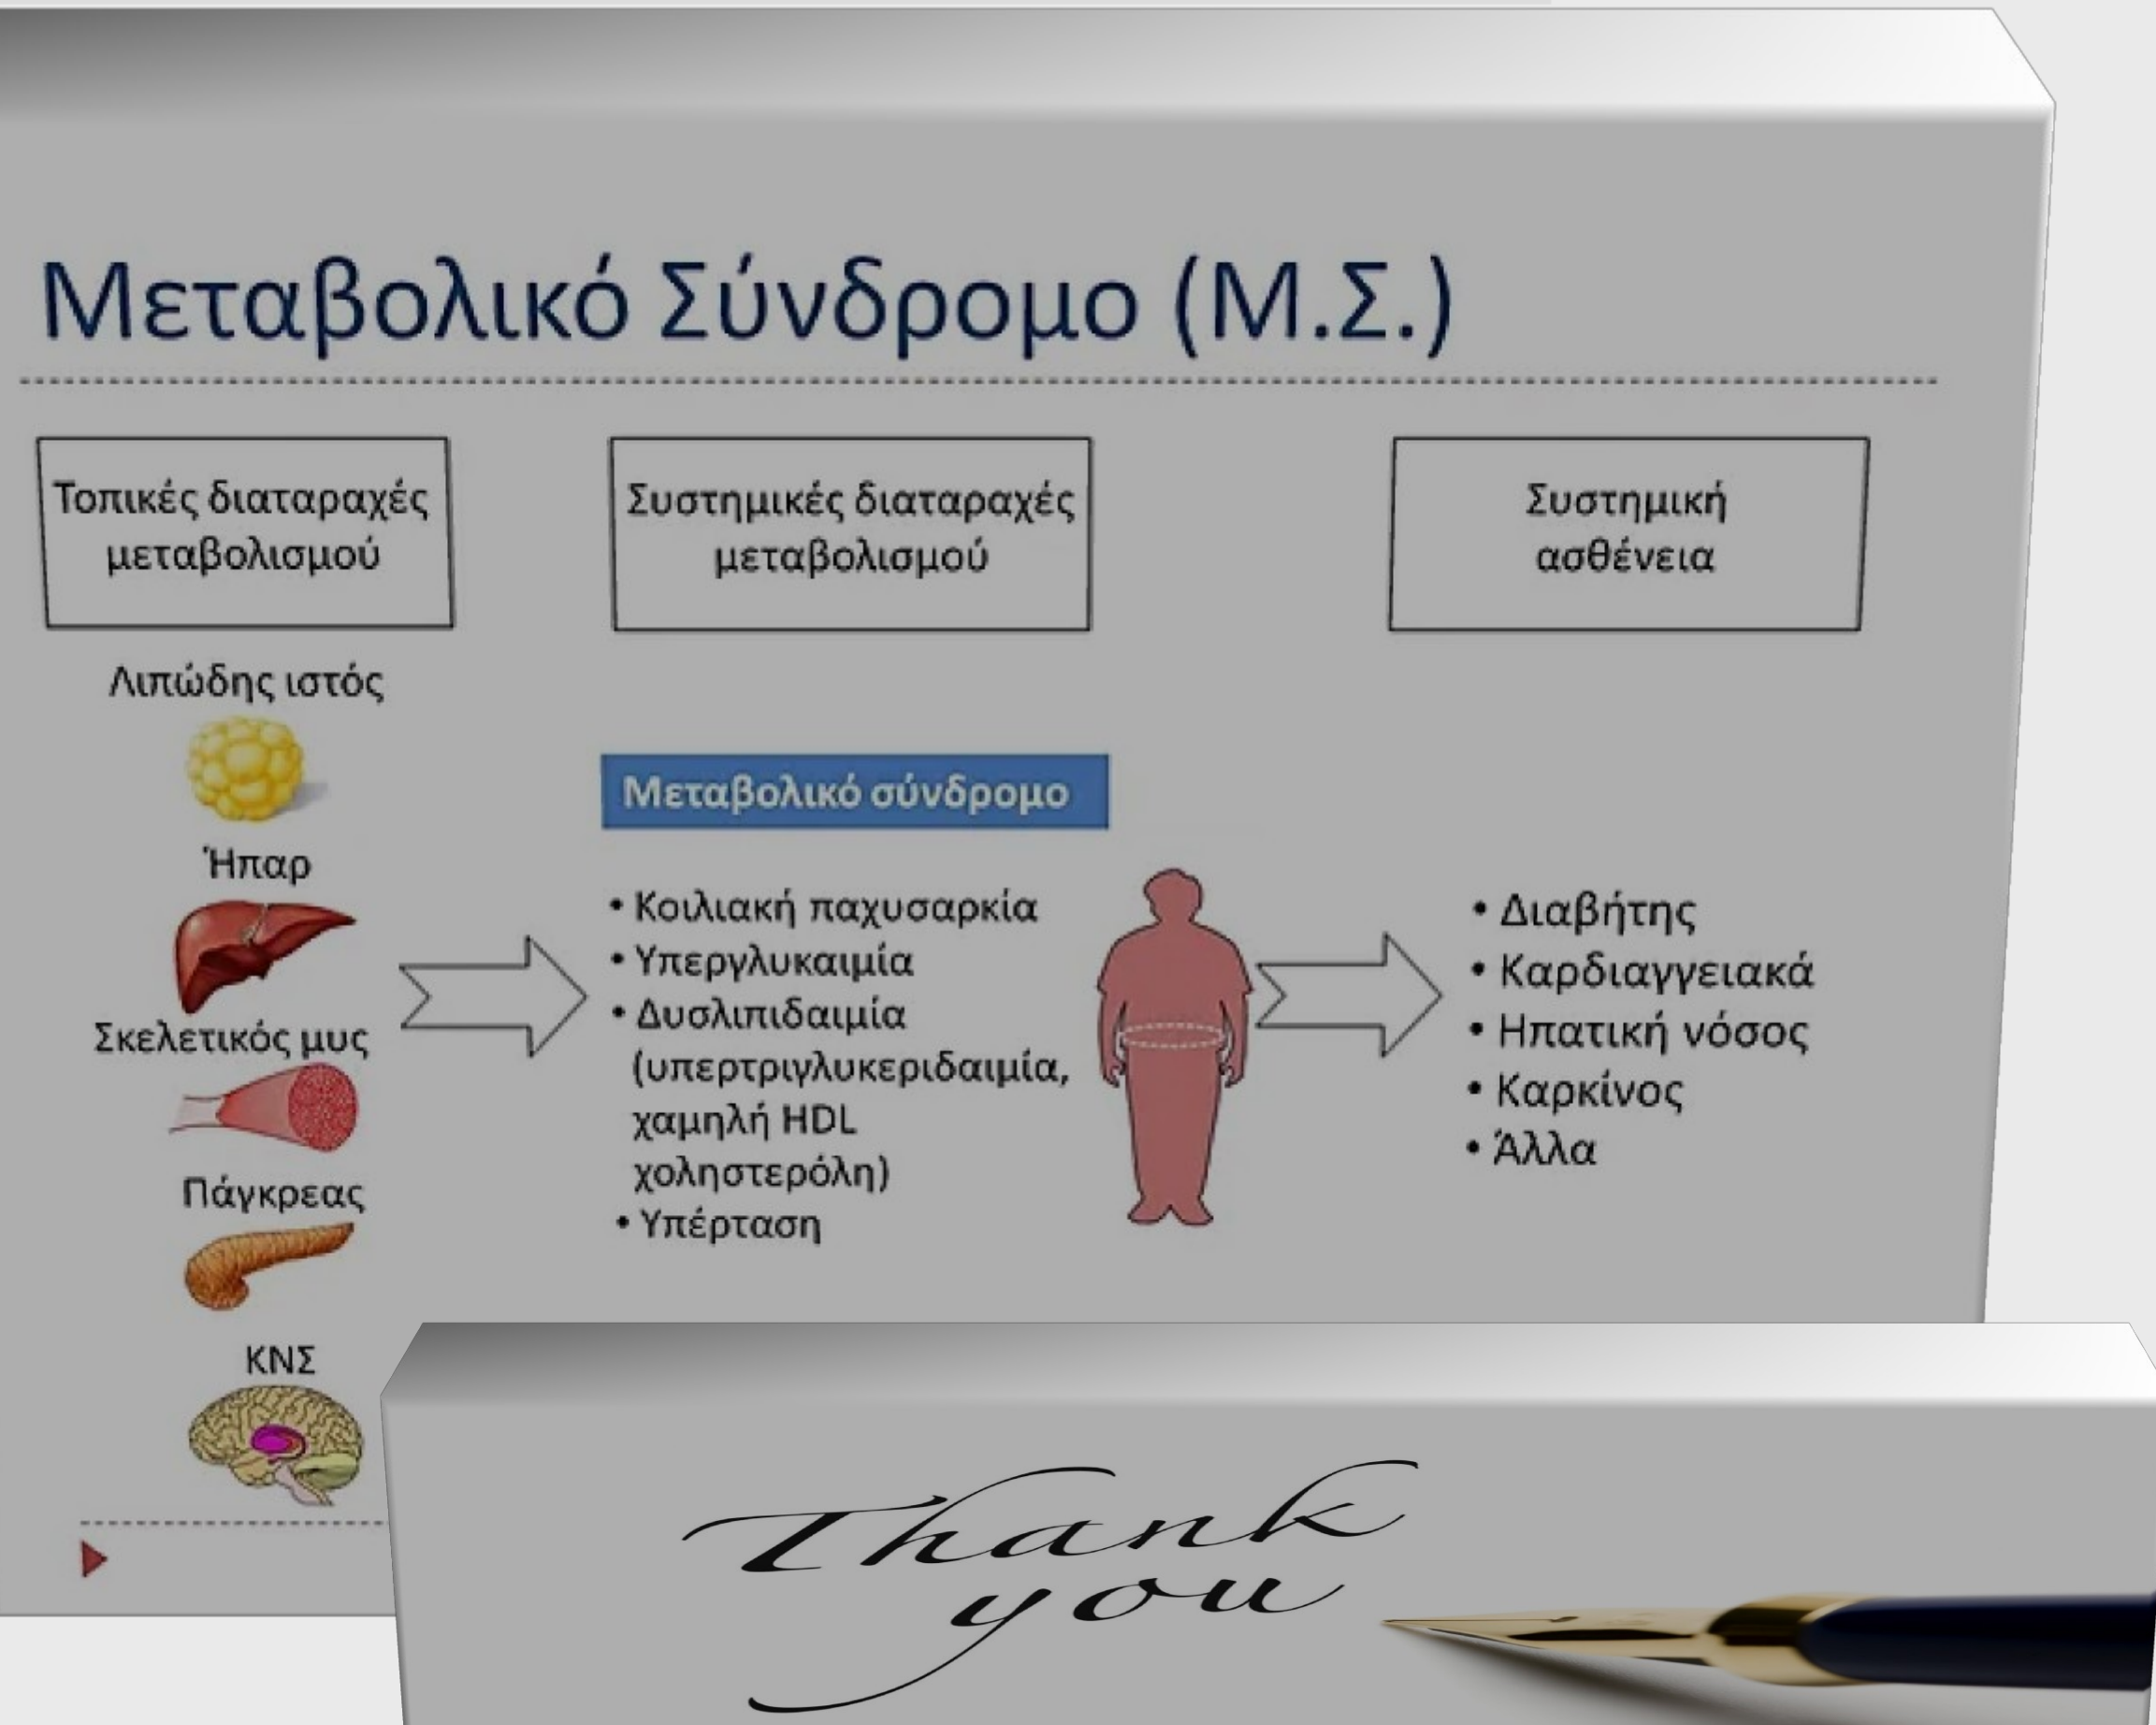 Μεταβολικό Σύνδρομο (Μ.Σ.)
Τοπικές διαταραχές
μεταβολισμού
Συστημικές διαταραχές
μεταβολισμού
Συστημική
ασθένεια
Λιπώδης ιστός
Ήπαρ
Σκελετικός μυς
Πάγκρεας
ΚΝΣ
Μεταβολικό σύνδρομο
• Κοιλιακή παχυσαρκία
• Υπεργλυκαιμία
• Δυσλιπιδαιμία
(υπερτριγλυκεριδαιμία,
χαμηλή HDL
χοληστερόλη)
• Υπέρταση
• Διαβήτης
• Καρδιαγγειακά
• Ηπατική νόσος
• Καρκίνος
• Άλλα
Thank
you